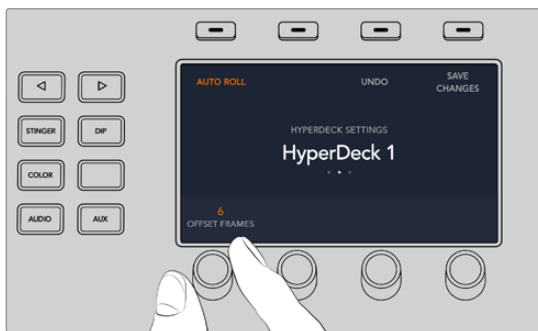 AUTO ROLL
UNDO
SAVE
CHANGES
HYPERDECK SETTINGS
HyperDeck 1
6
OFFSET FRAMES
STINGER
DIP
COLOR
AUDIO
AUX